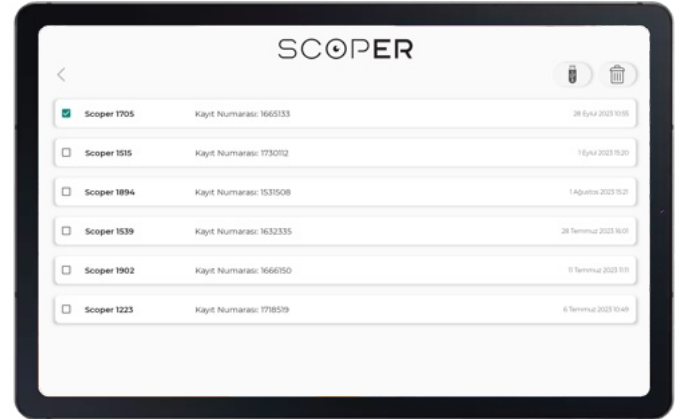 SCOPER
Scoper 1705 Kayıt Numarası: 1665133 28 Eylül 2023 10:55
Scoper 1515 Kayıt Numarası: 1730112 1 Eylül 2023 15:20
Scoper 1894 Kayıt Numarası: 1531508 1 Ağustos 2023 15:21
Scoper 1539 Kayıt Numarası: 1632335 28 Temmuz 2023 16:01
Scoper 1902 Kayıt Numarası: 1666150 11 Temmuz 2023 11:11
Scoper 1223 Kayıt Numarası: 1718519 6 Temmuz 2023 10:49